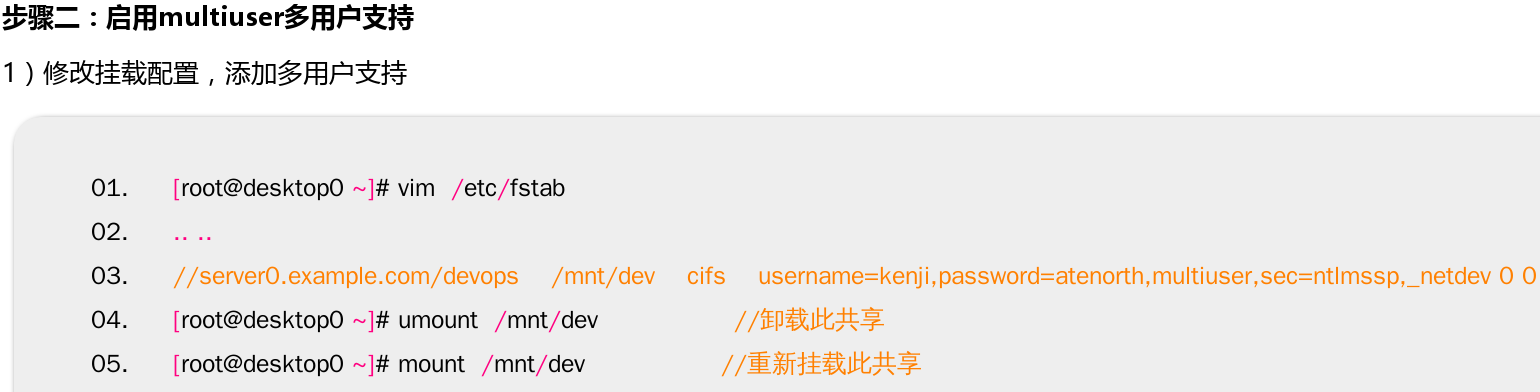 步骤二：启用multiuser多用户支持
1）修改挂载配置，添加多用户支持
01. [root@desktop0 ~]# vim /etc/fstab
02. .. ..
03. //server0.example.com/devops /mnt/dev cifs username=kenji,password=atenorth,multiuser,sec=ntlmssp,_netdev 0 0
04. [root@desktop0 ~]# umount /mnt/dev //卸载此共享
05. [root@desktop0 ~]# mount /mnt/dev //重新挂载此共享